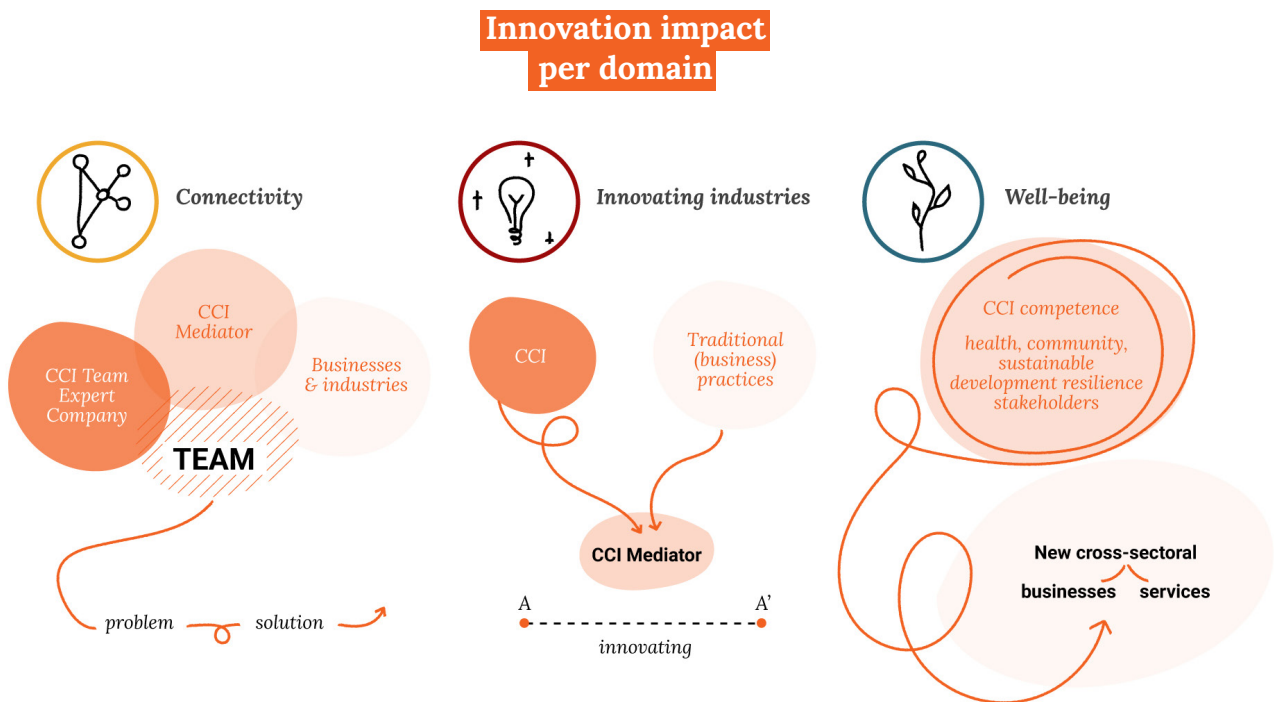 Innovation impact
per domain
Connectivity
CCI
Mediator
CCI Team
Expert
Company
Businesses
& industries
TEAM
problem
solution
Innovating industries
CCI
Traditional
(business)
practices
CCI Mediator
A
A’
innovating
Well-being
CCI competence
health, community,
sustainable
development resilience
stakeholders
New cross-sectoral
businesses
services